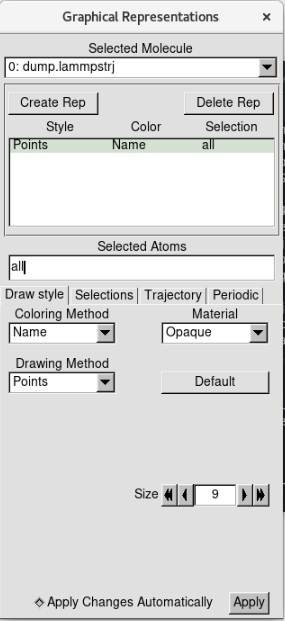 Graphical Representations ×
Selected Molecule
0: dump.lammpstrj
Create Rep Delete Rep
Style Color Selection
Points Name all
Selected Atoms
all
Draw style Selections Trajectory Periodic
Coloring Method Material
Name Opaque
Drawing Method
Points Default
Size 9
Apply Changes Automatically Apply